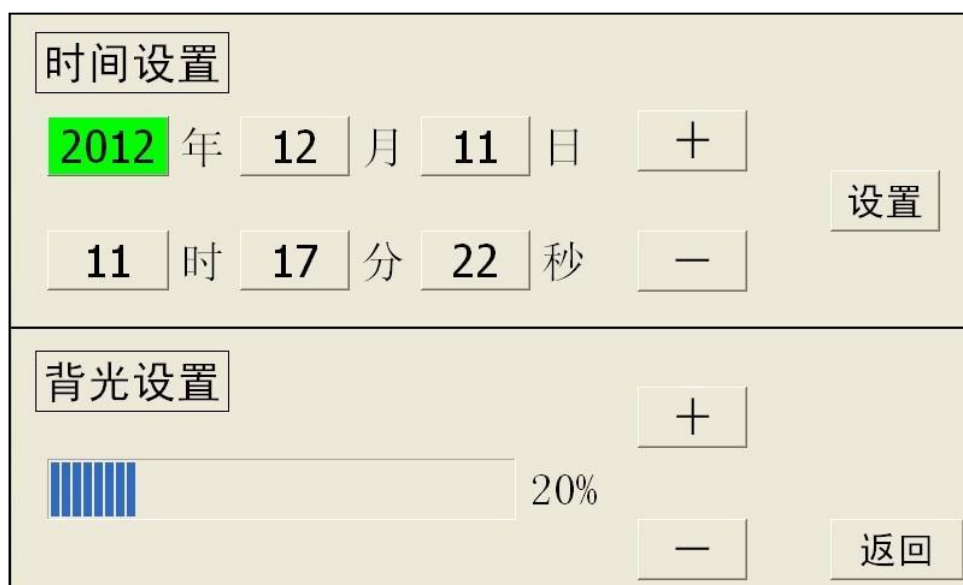 时间设置
2012 年 12 月 11 日 +
设置
11 时 17 分 22 秒 −
背光设置
+
20%
− 返回